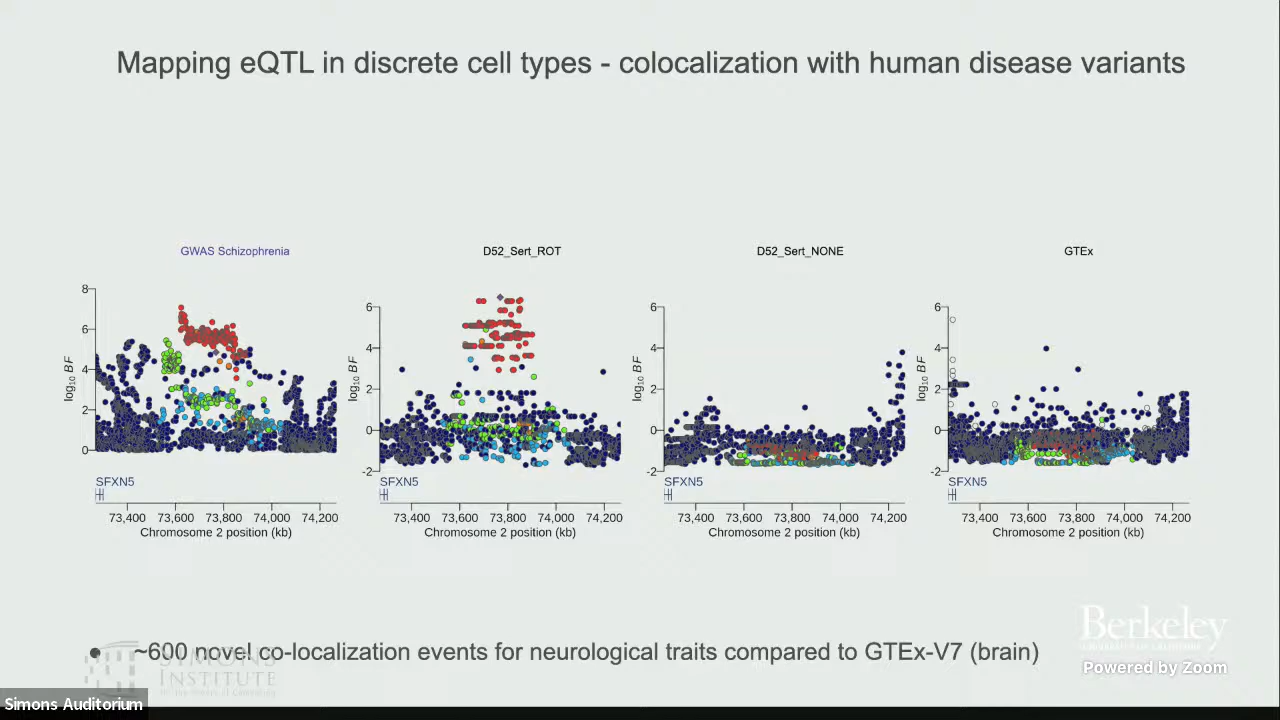 Mapping eQTL in discrete cell types - colocalization with human disease variants
GWAS Schizophrenia
D52_Sert_ROT
D52_Sert_NONE
GTEx
8
6
4
2
0
log10 BF
SFXN5
73,400 73,600 73,800 74,000 74,200
Chromosome 2 position (kb)
6
4
2
0
-2
log10 BF
SFXN5
73,400 73,600 73,800 74,000 74,200
Chromosome 2 position (kb)
6
4
2
0
-2
log10 BF
SFXN5
73,400 73,600 73,800 74,000 74,200
Chromosome 2 position (kb)
6
4
2
0
-2
log10 BF
SFXN5
73,400 73,600 73,800 74,000 74,200
Chromosome 2 position (kb)
• ~600 novel co-localization events for neurological traits compared to GTEx-V7 (brain)
SIMONS
INSTITUTE
Berkeley
Powered by Zoom
Simons Auditorium